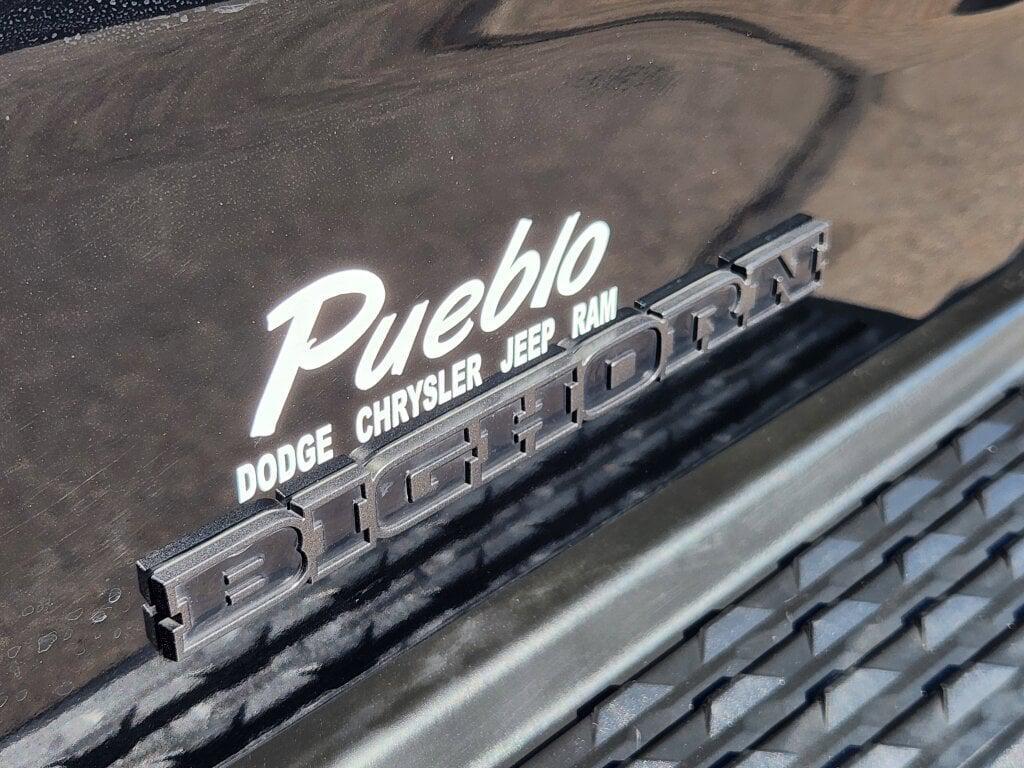 Pueblo
DODGE CHRYSLER JEEP RAM
BIGHORN